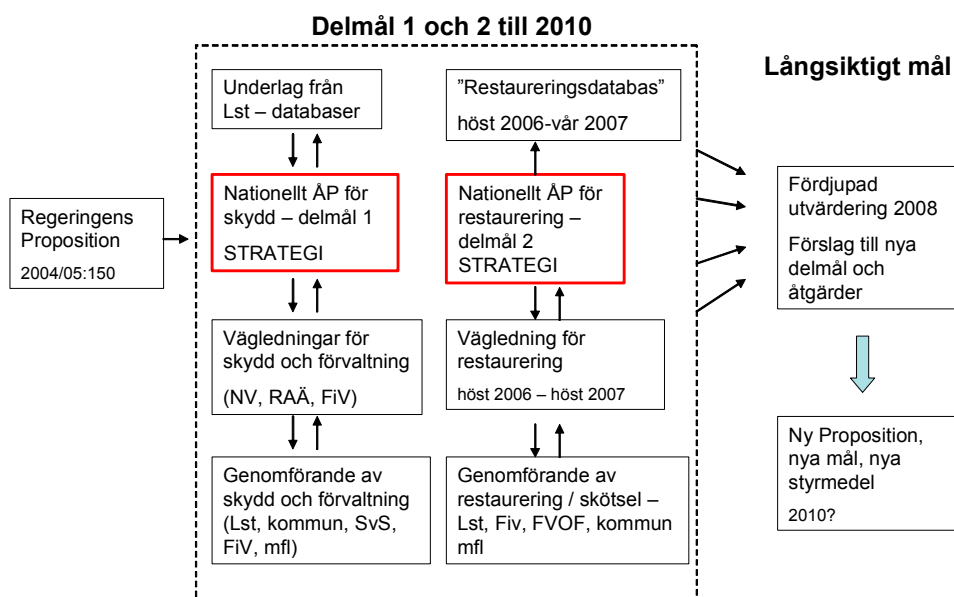 Delmål 1 och 2 till 2010
Långsiktigt mål
Regeringens
Proposition
2004/05:150
Underlag från
Lst – databaser
Nationellt ÅP för
skydd – delmål 1
STRATEGI
Vägledningar för
skydd och förvaltning
(NV, RAÄ, FiV)
Genomförande av
skydd och förvaltning
(Lst, kommun, SvS,
FiV, mfl)
”Restaureringsdatabas”
höst 2006-vår 2007
Nationellt ÅP för
restaurering –
delmål 2
STRATEGI
Vägledning för
restaurering
höst 2006 – höst 2007
Genomförande av
restaurering / skötsel –
Lst, Fiv, FVOF, kommun
mfl
Fördjupad
utvärdering 2008
Förslag till nya
delmål och
åtgärder
Ny Proposition,
nya mål, nya
styrmedel
2010?